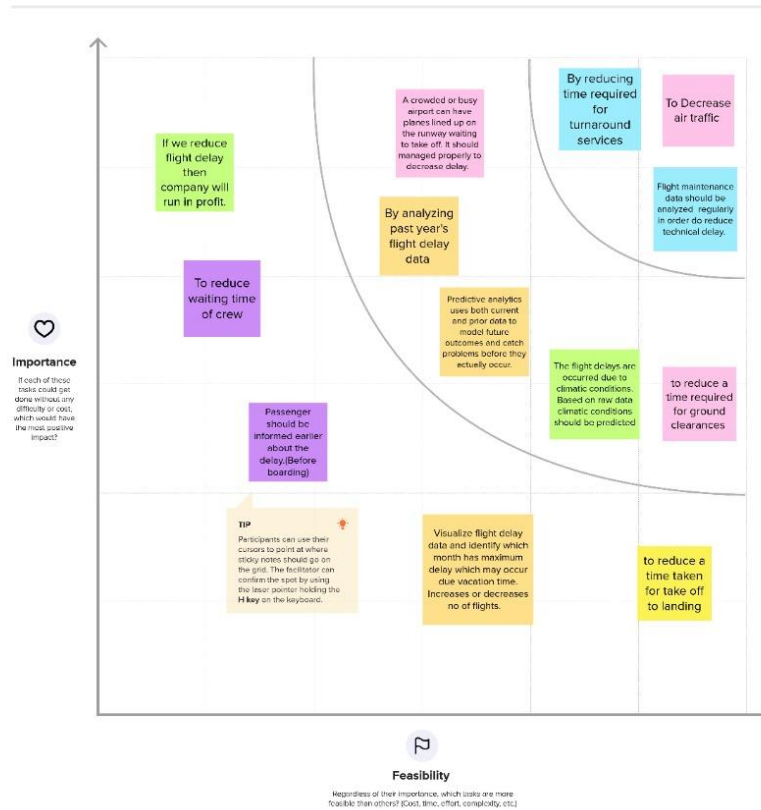 By reducing
time required
for
turnaround
services
To Decrease
air traffic
A crowded or busy
airport can have
planes lined up on
the runway waiting
to take off. It should
managed properly to
decrease delay.
If we reduce
flight delay
then
company will
run in profit.
Flight maintenance
data should be
analyzed regularly
in order do reduce
technical delay.
By analyzing
past year's
flight delay
data
To reduce
waiting time
of crew
Predictive analytics
uses both current
and prior data to
model future
outcomes and catch
problems before they
actually occur.
The flight delays are
occurred due to
climatic conditions.
Based on raw data
climatic conditions
should be predicted
to reduce a
time required
for ground
clearances
Importance
If each of these
tasks could get
done without any
difficulty or cost,
which would have
the most positive
impact?
Passenger
should be
informed earlier
about the
delay.(Before
boarding)
TIP
Participants can use their
cursors to point at where
sticky notes should go on
the grid. The facilitator can
confirm the spot by using
the laser pointer holding the
H key on the keyboard.
Visualize flight delay
data and identify which
month has maximum
delay which may occur
due vacation time.
Increases or decreases
no of flights.
to reduce a
time taken
for take off
to landing
Feasibility
Regardless of their importance, which tasks are more
feasible than others? (Cost, time, effort, complexity, etc.)